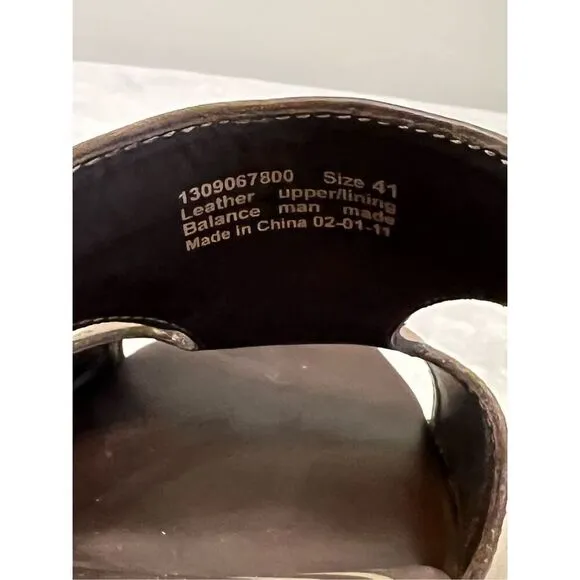 1309067800 Size 41
Leather upper/lining
Balance man made
Made in China 02-01-11